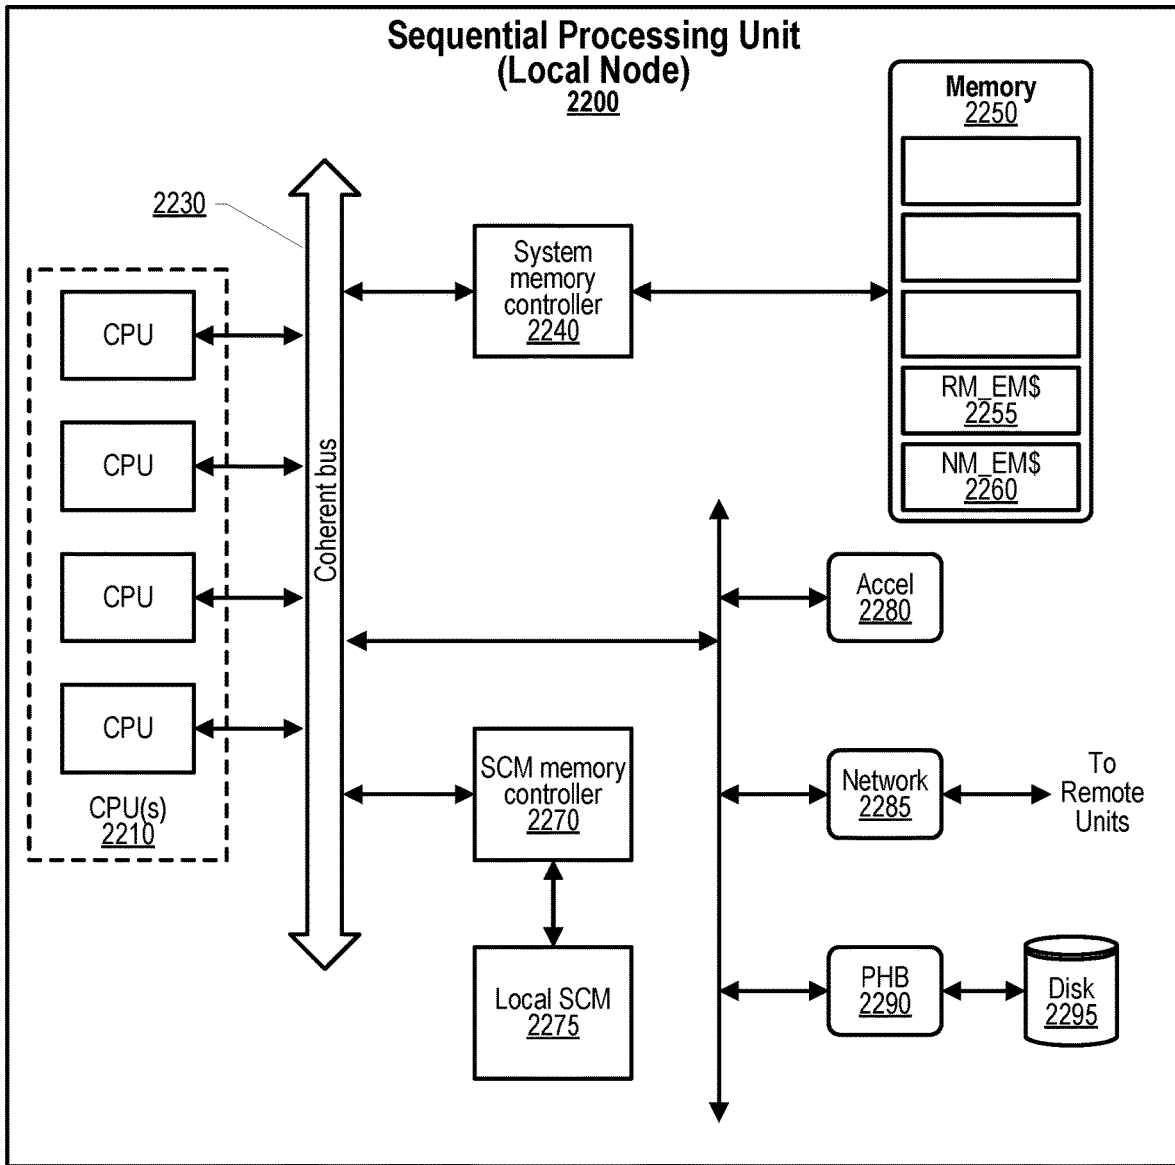 Sequential Processing Unit
(Local Node)
2200
Memory
2250
RM_EM$
2255
NM_EM$
2260
2230
System
memory
controller
2240
CPU
CPU
CPU
CPU
CPU(s)
2210
Coherent bus
Accel
2280
SCM memory
controller
2270
Network
2285
To
Remote
Units
Local SCM
2275
PHB
2290
Disk
2295